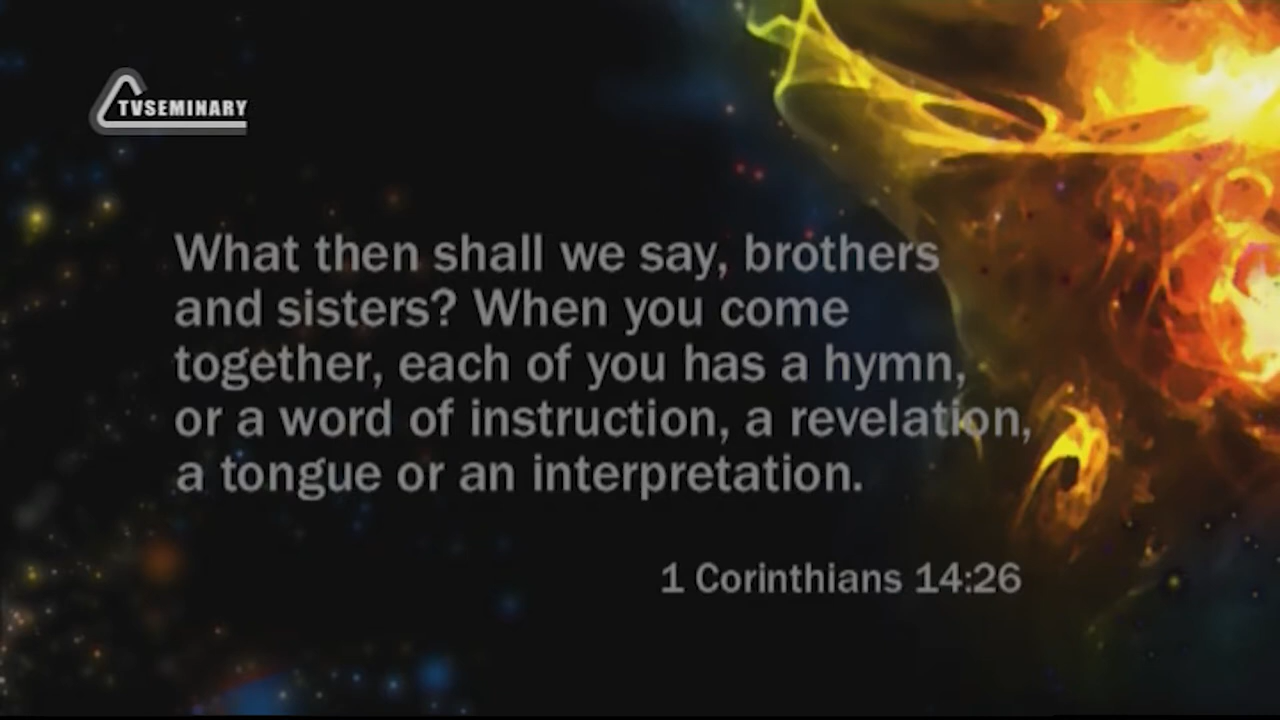 TVSEMINARY
What then shall we say, brothers
and sisters? When you come
together, each of you has a hymn,
or a word of instruction, a revelation,
a tongue or an interpretation.
1 Corinthians 14:26